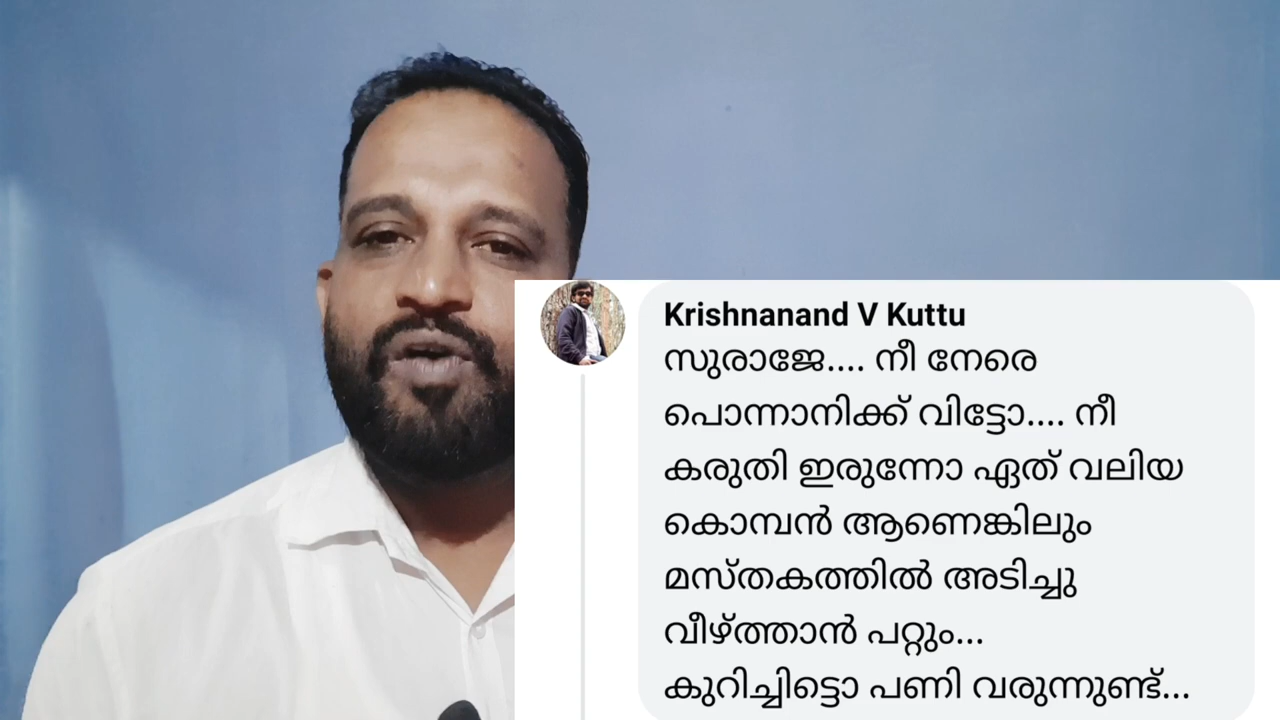 Krishnanand V Kuttu
സുരാജേ.... നീ നേരെ
പൊന്നാനിക്ക് വിട്ടോ.... നീ
കരുതി ഇരുന്നോ ഏത് വലിയ
കൊമ്പൻ ആണെങ്കിലും
മസ്തകത്തിൽ അടിച്ചു
വീഴ്ത്താൻ പറ്റും...
കുറിച്ചിട്ടൊ പണി വരുന്നുണ്ട്...